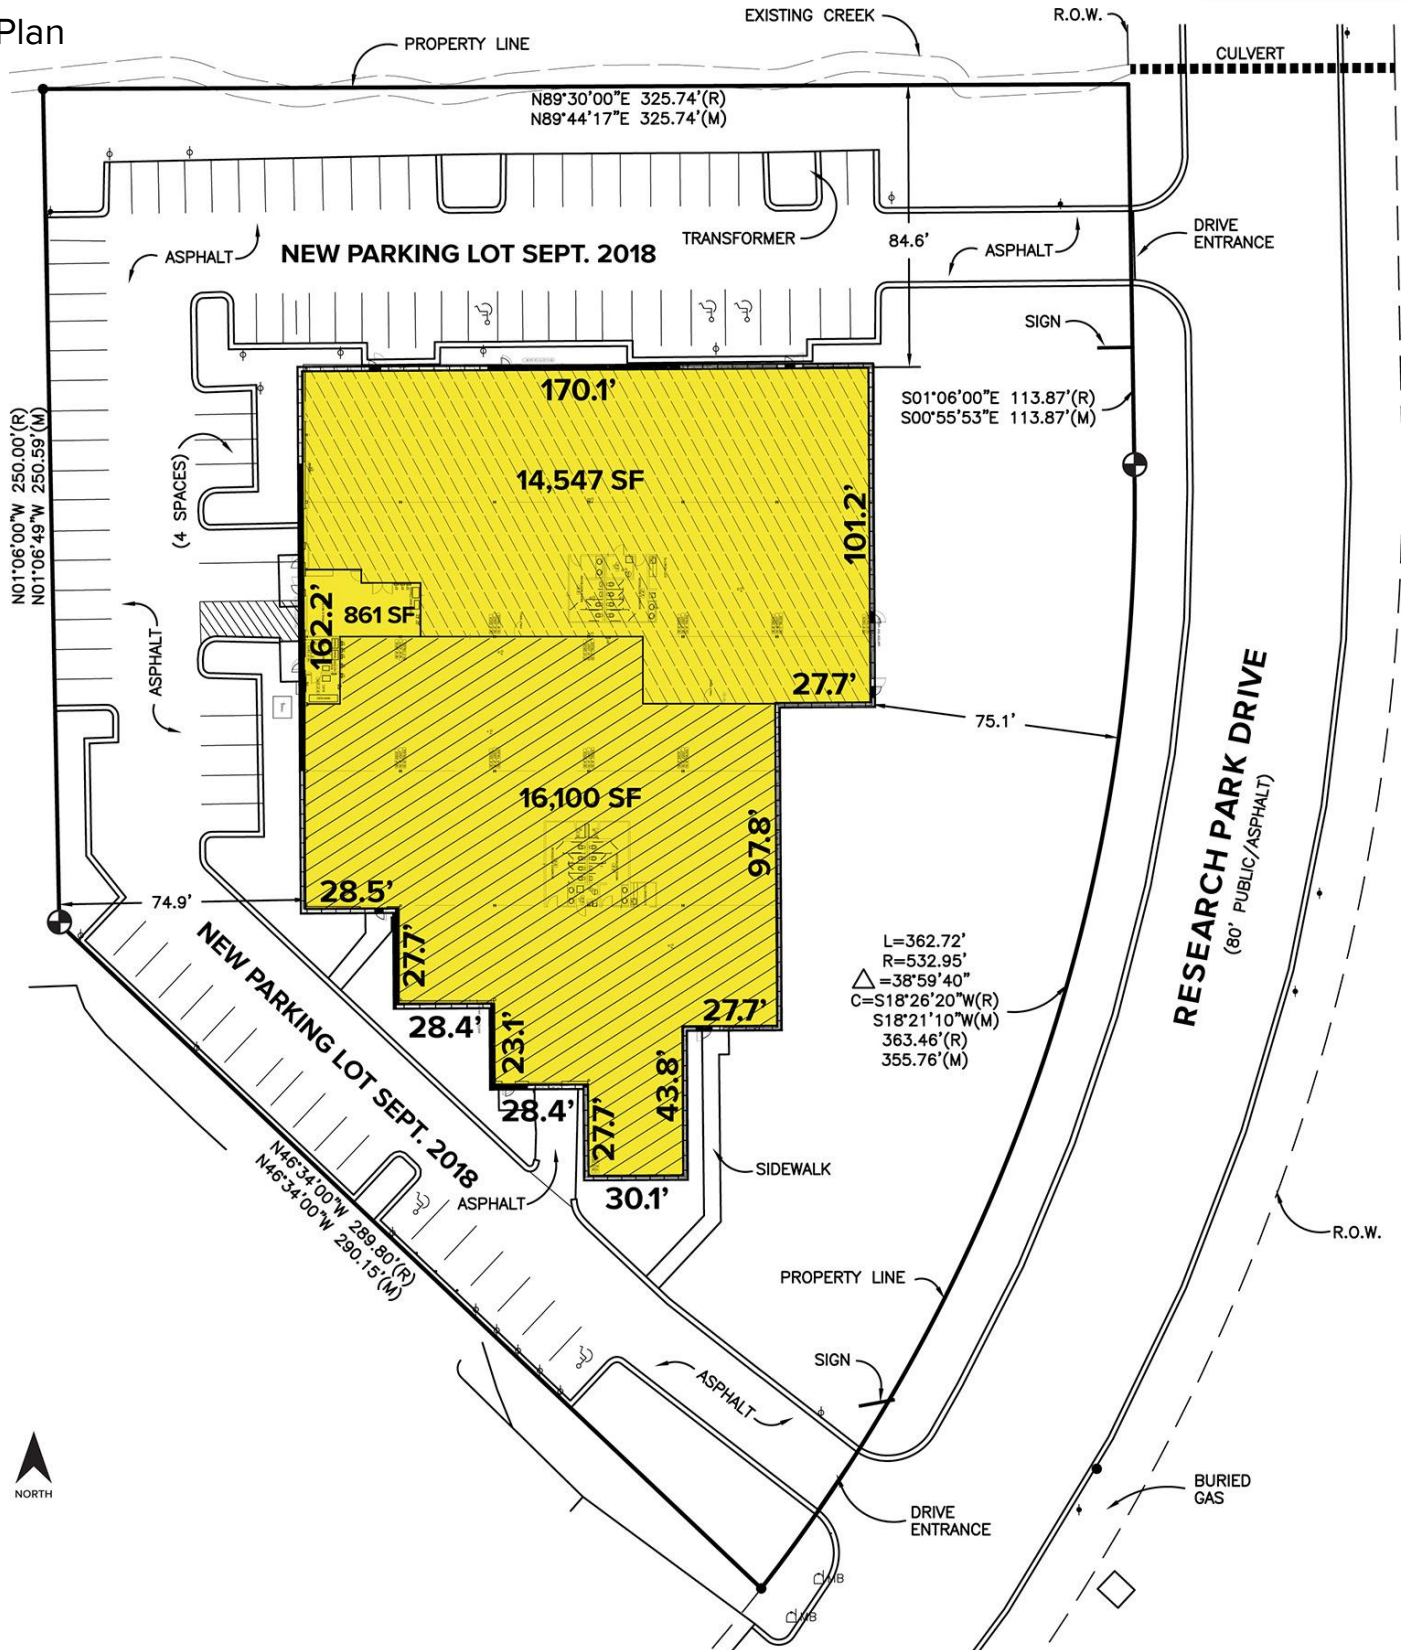 Plan
EXISTING CREEK
R.O.W.
PROPERTY LINE
CULVERT
N89°30'00"E 325.74'(R)
N89°44'17"E 325.74'(M)
TRANSFORMER
84.6'
DRIVE
ENTRANCE
ASPHALT
NEW PARKING LOT SEPT. 2018
ASPHALT
SIGN
170.1'
S01°06'00"E 113.87'(R)
S00°55'53"E 113.87'(M)
N01°06'00"W 250.00'(R)
N01°06'49"W 250.59'(M)
(4 SPACES)
14,547 SF
101.2'
162.2'
861 SF
ASPHALT
27.7'
75.1'
RESEARCH PARK DRIVE
(80' PUBLIC/ASPHALT)
16,100 SF
97.8'
28.5'
74.9'
27.7'
NEW PARKING LOT SEPT. 2018
L=362.72'
R=532.95'
△=38°59'40"
C=S18°26'20"W(R)
S18°21'10"W(M)
363.46'(R)
355.76'(M)
27.7'
28.4'
23.1'
43.8'
28.4'
27.7'
SIDEWALK
30.1'
ASPHALT
N46°34'00"W 289.80'(R)
N46°34'00"W 290.15'(M)
R.O.W.
PROPERTY LINE
SIGN
ASPHALT
NORTH
BURIED
GAS
DRIVE
ENTRANCE
MB
MB